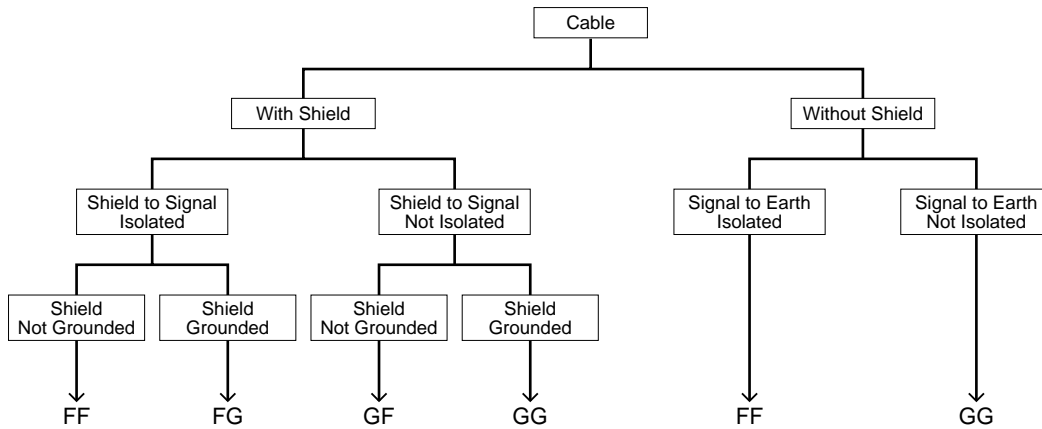 Cable
With Shield
Without Shield
Shield to Signal
Isolated
Shield to Signal
Not Isolated
Signal to Earth
Isolated
Signal to Earth
Not Isolated
Shield
Not Grounded
Shield
Grounded
Shield
Not Grounded
Shield
Grounded
FF
FG
GF
GG
FF
GG